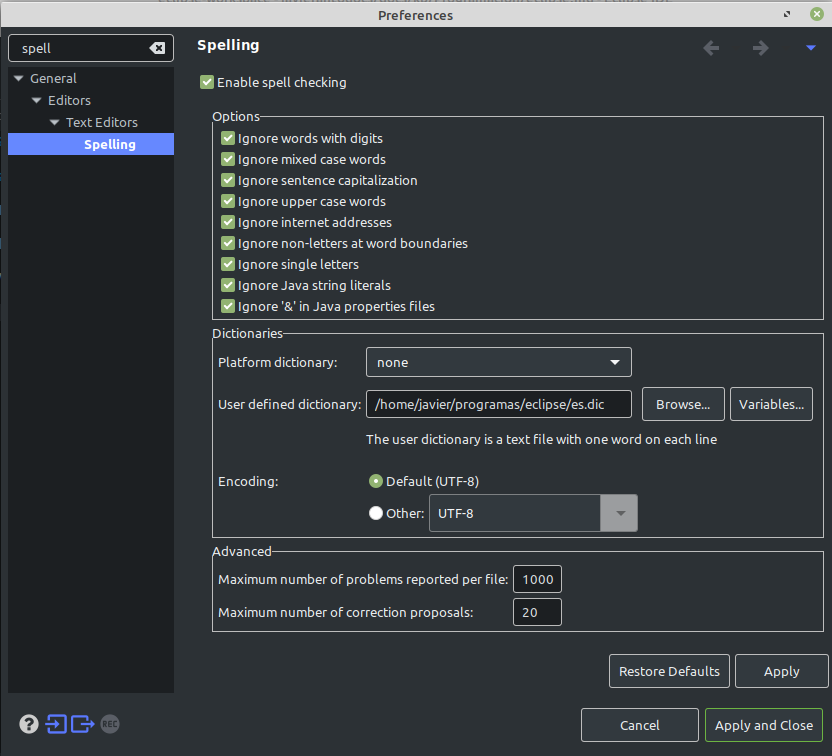 Preferences
spell
Spelling
General
Editors
Text Editors
Spelling
Enable spell checking
Options
Ignore words with digits
Ignore mixed case words
Ignore sentence capitalization
Ignore upper case words
Ignore internet addresses
Ignore non-letters at word boundaries
Ignore single letters
Ignore Java string literals
Ignore '&' in Java properties files
Dictionaries
Platform dictionary: none
User defined dictionary: /home/javier/programas/eclipse/es.dic Browse... Variables...
The user dictionary is a text file with one word on each line
Encoding: Default (UTF-8)
Other: UTF-8
Advanced
Maximum number of problems reported per file: 1000
Maximum number of correction proposals: 20
Restore Defaults Apply
? REC Cancel Apply and Close